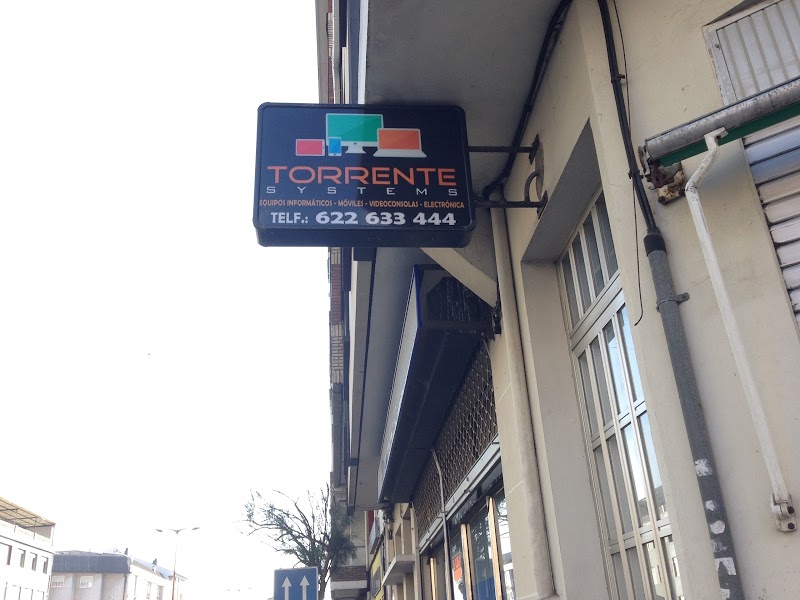 TORRENTE
SYSTEMS
EQUIPOS INFORMÁTICOS - MÓVILES - VIDEOCONSOLAS - ELECTRÓNICA
TELF.: 622 633 444